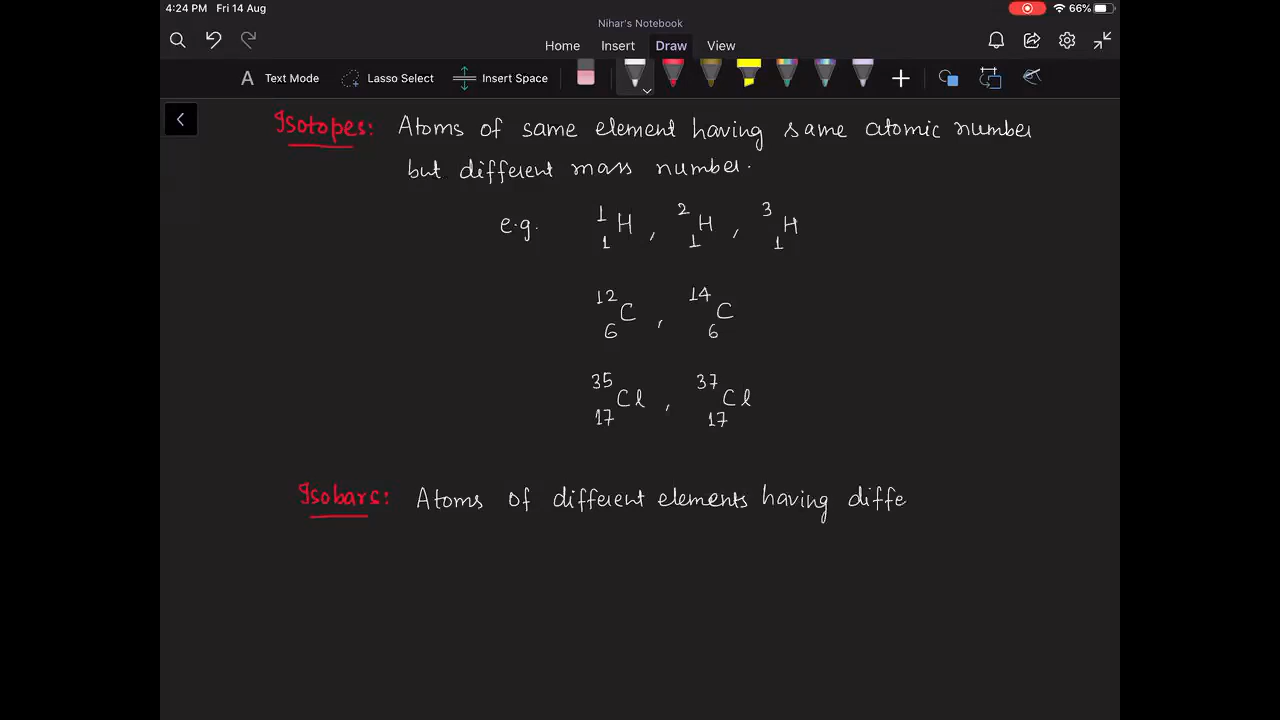 4:24 PM Fri 14 Aug
66%
Nihar's Notebook
Home Insert Draw View
Text Mode Lasso Select Insert Space
Isotopes: Atoms of same element having same atomic number
but different mass number.
e.g. ¹₁H, ²₁H, ³₁H
¹²₆C, ¹⁴₆C
³⁵₁₇Cl, ³⁷₁₇Cl
Isobars: Atoms of different elements having diffe